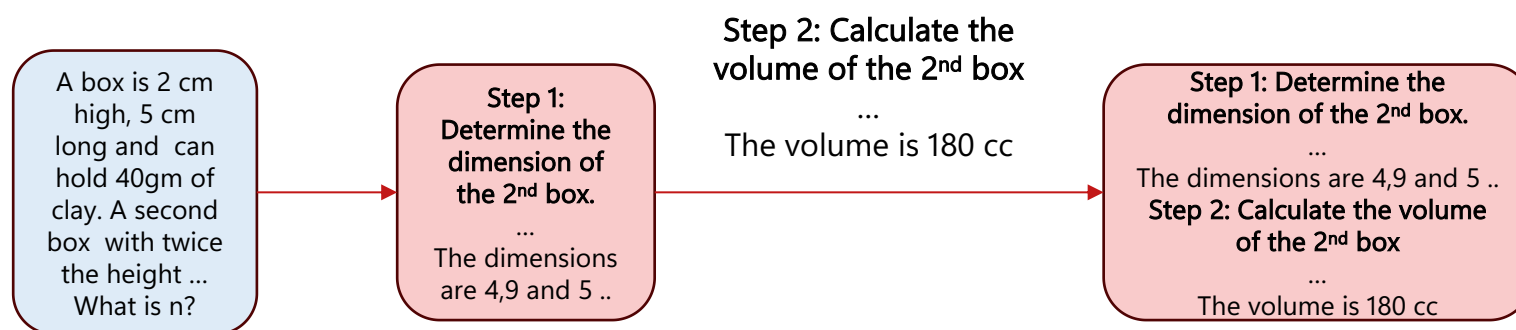 A box is 2 cm
high, 5 cm
long and can
hold 40gm of
clay. A second
box with twice
the height ...
What is n?
Step 1:
Determine the
dimension of
the 2nd box.
...
The dimensions
are 4,9 and 5 ..
Step 2: Calculate the
volume of the 2nd box
...
The volume is 180 cc
Step 1: Determine the
dimension of the 2nd box.
...
The dimensions are 4,9 and 5 ..
Step 2: Calculate the volume
of the 2nd box
...
The volume is 180 cc